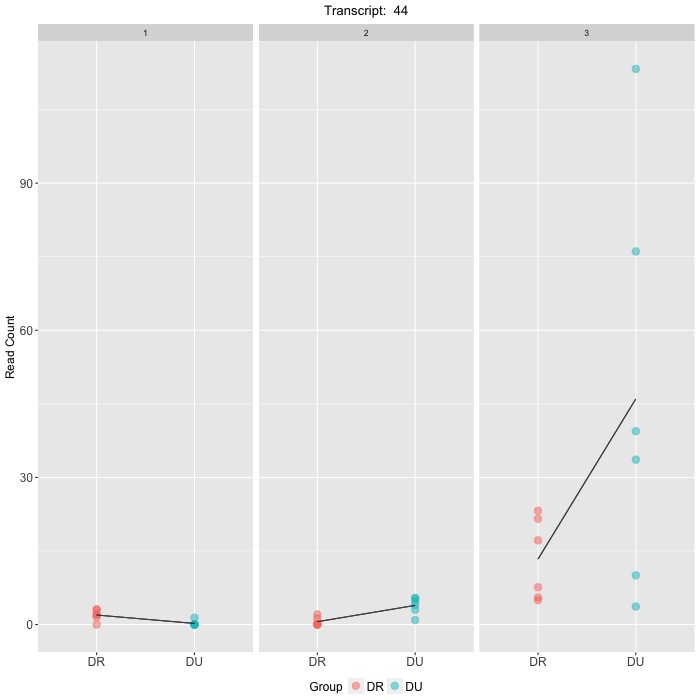 Transcript:  44
1 2 3
Read Count
90
60
30
0
DR DU DR DU DR DU
Group DR DU